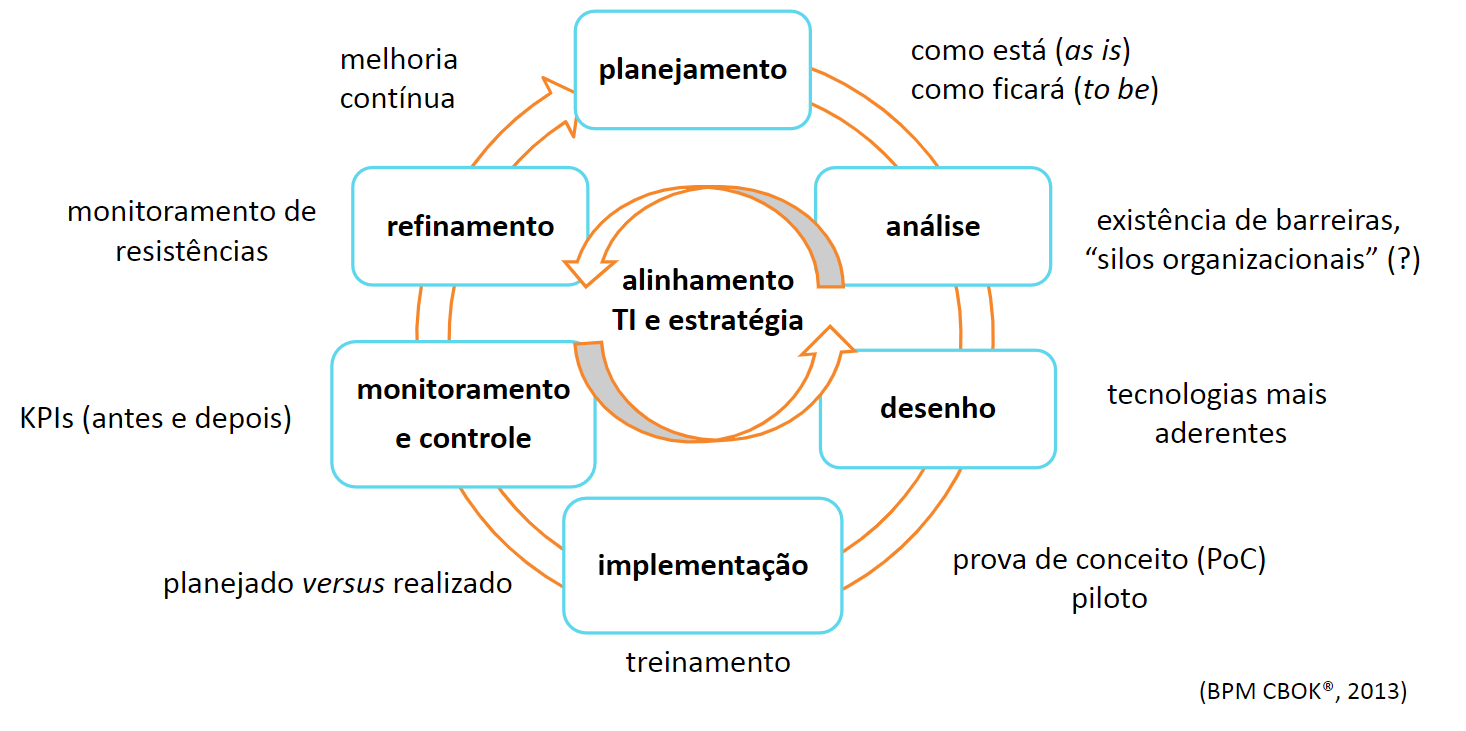 melhoria
contínua
planejamento
como está (as is)
como ficará (to be)
refinamento
análise
monitoramento de
resistências
existência de barreiras,
“silos organizacionais” (?)
alinhamento
TI e estratégia
monitoramento
e controle
desenho
KPIs (antes e depois)
tecnologias mais
aderentes
implementação
planejado versus realizado
prova de conceito (PoC)
piloto
treinamento
(BPM CBOK®, 2013)